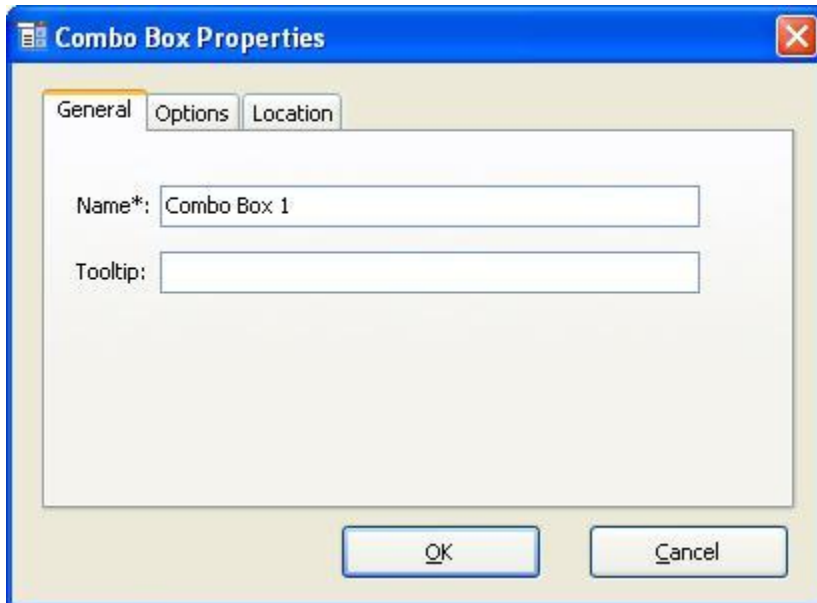 Combo Box Properties
General Options Location
Name*: Combo Box 1
Tooltip:
OK Cancel